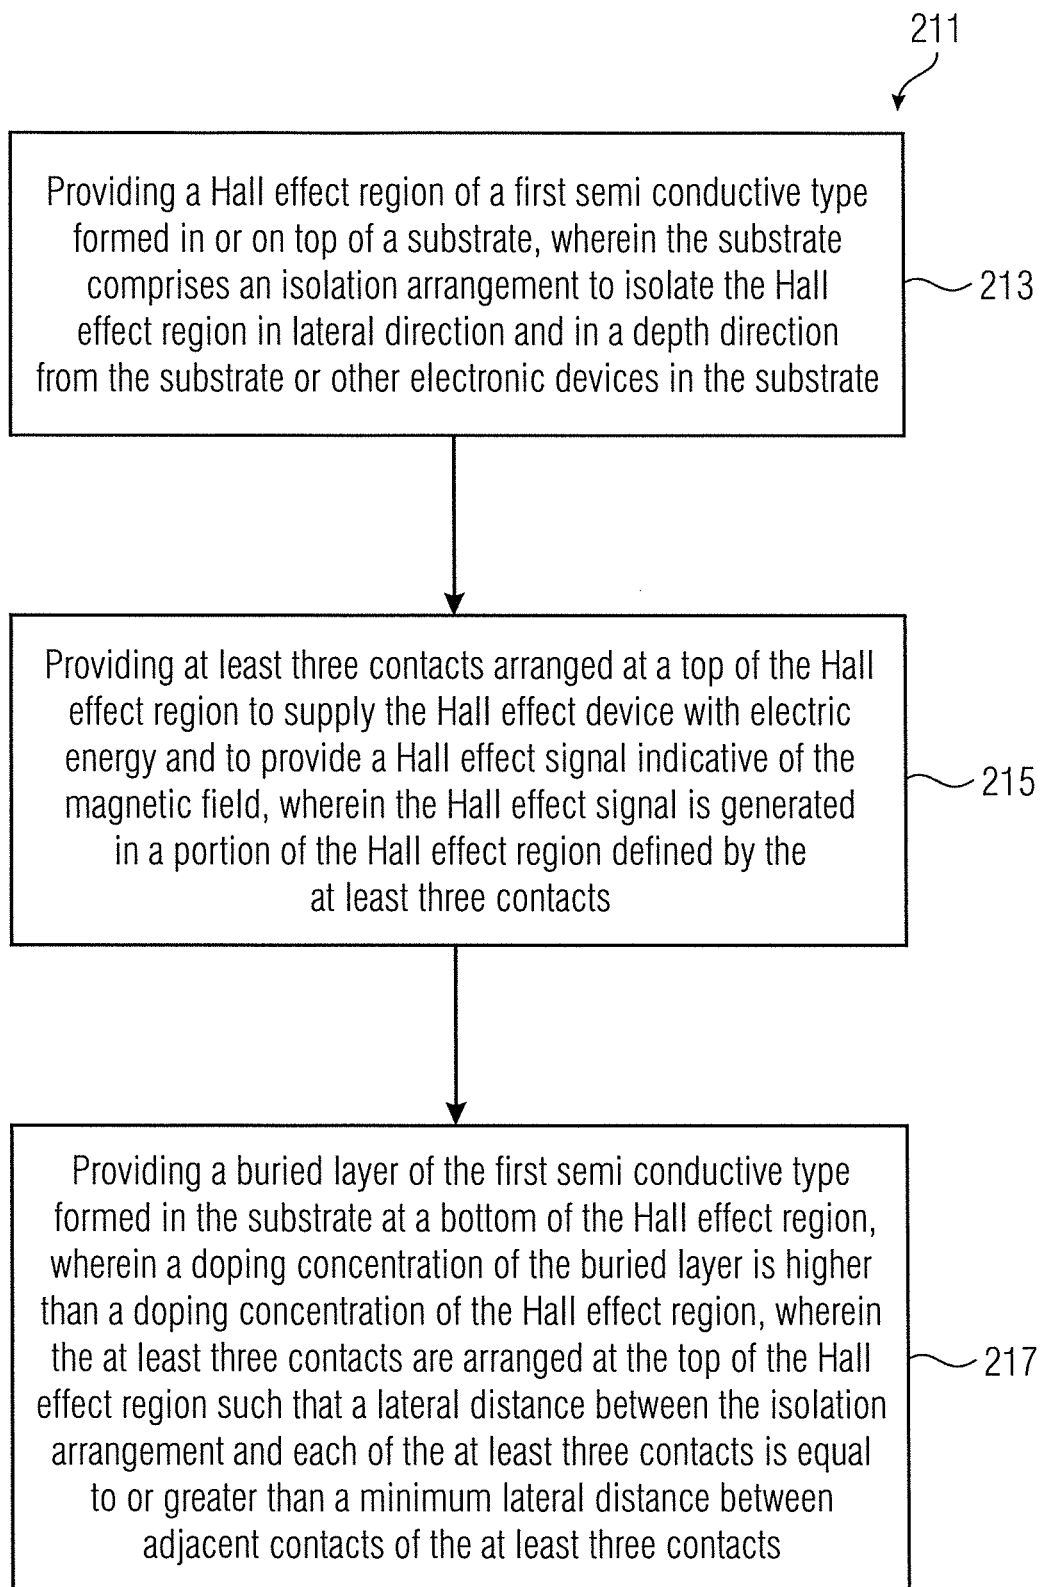 211
Providing a Hall effect region of a first semi conductive type
formed in or on top of a substrate, wherein the substrate
comprises an isolation arrangement to isolate the Hall
effect region in lateral direction and in a depth direction
from the substrate or other electronic devices in the substrate
213
Providing at least three contacts arranged at a top of the Hall
effect region to supply the Hall effect device with electric
energy and to provide a Hall effect signal indicative of the
magnetic field, wherein the Hall effect signal is generated
in a portion of the Hall effect region defined by the
at least three contacts
215
Providing a buried layer of the first semi conductive type
formed in the substrate at a bottom of the Hall effect region,
wherein a doping concentration of the buried layer is higher
than a doping concentration of the Hall effect region, wherein
the at least three contacts are arranged at the top of the Hall
effect region such that a lateral distance between the isolation
arrangement and each of the at least three contacts is equal
to or greater than a minimum lateral distance between
adjacent contacts of the at least three contacts
217